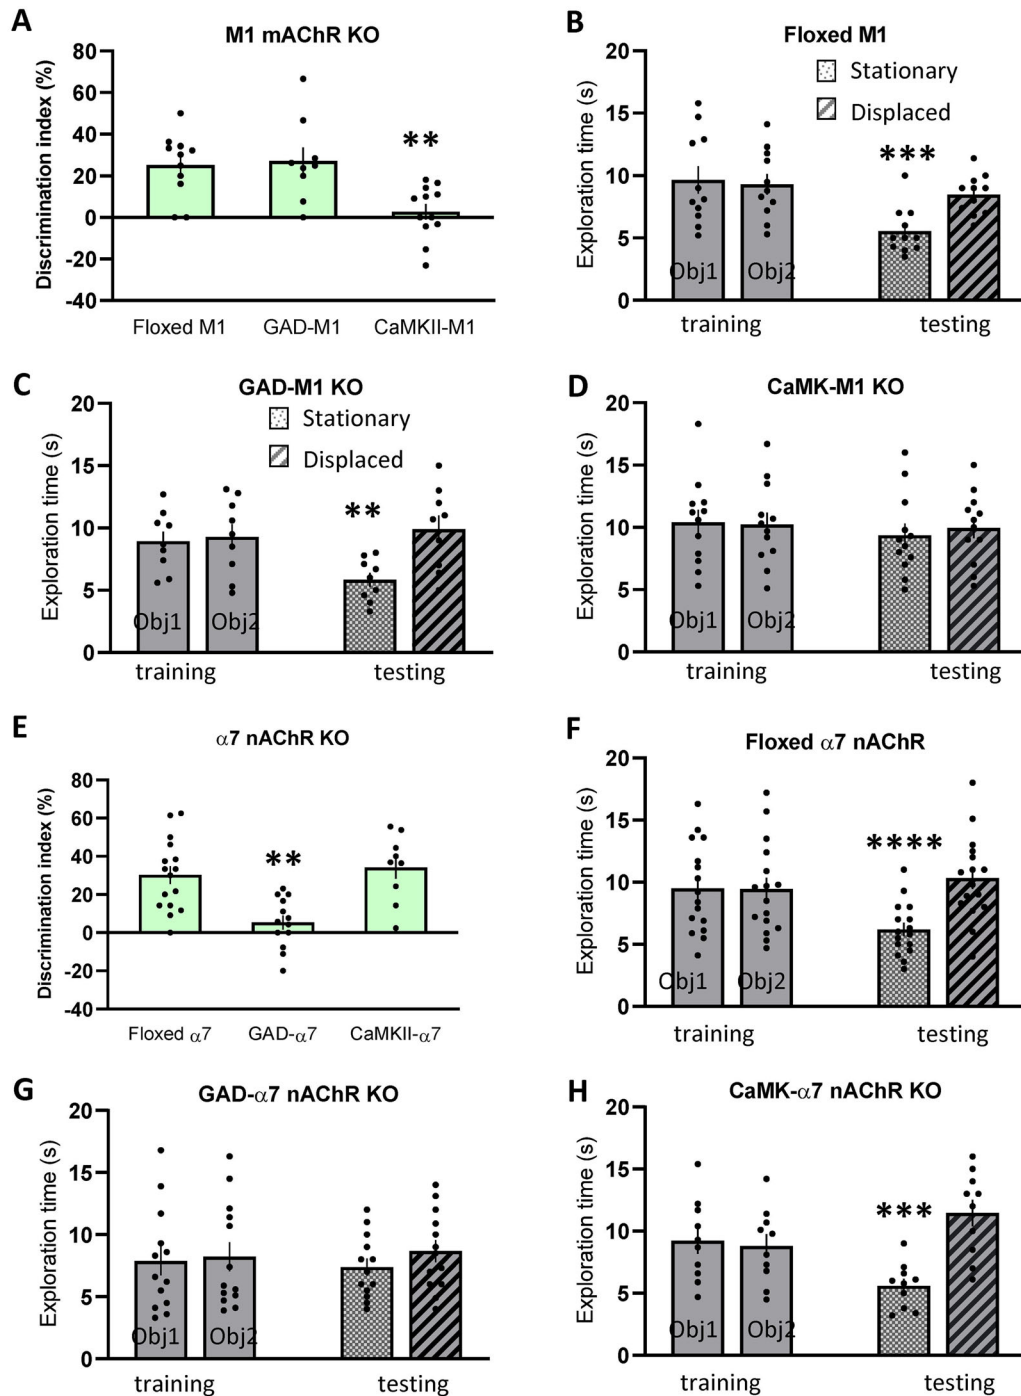 A
M1 mAChR KO
Discrimination index (%)
80
60
40
20
0
-20
-40
**
Floxed M1 GAD-M1 CaMKII-M1
B
Floxed M1
Exploration time (s)
20
15
10
5
0
Stationary
Displaced
***
Obj1 Obj2
training testing
C
GAD-M1 KO
Exploration time (s)
20
15
10
5
0
Stationary
Displaced
**
Obj1 Obj2
training testing
D
CaMK-M1 KO
Exploration time (s)
20
15
10
5
0
Obj1 Obj2
training testing
E
α7 nAChR KO
Discrimination index (%)
80
60
40
20
0
-20
-40
**
Floxed α7 GAD-α7 CaMKII-α7
F
Floxed α7 nAChR
Exploration time (s)
20
15
10
5
0
****
Obj1 Obj2
training testing
G
GAD-α7 nAChR KO
Exploration time (s)
20
15
10
5
0
Obj1 Obj2
training testing
H
CaMK-α7 nAChR KO
Exploration time (s)
20
15
10
5
0
***
Obj1 Obj2
training testing